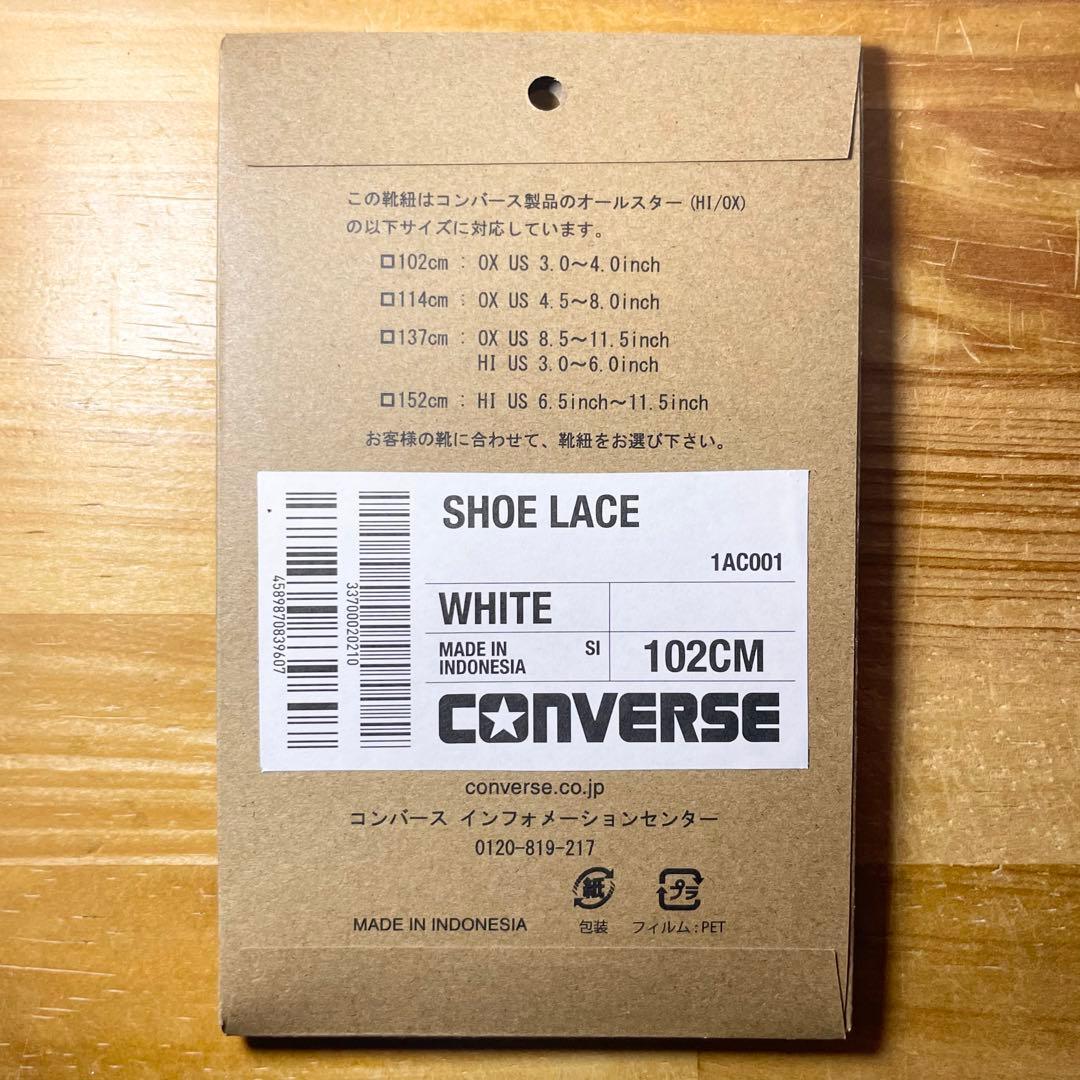 この靴紐はコンバース製品のオールスター(HI/OX)
の以下サイズに対応しています。
□102cm : OX US 3.0～4.0inch
□114cm : OX US 4.5～8.0inch
□137cm : OX US 8.5～11.5inch
HI US 3.0～6.0inch
□152cm : HI US 6.5inch～11.5inch
お客様の靴に合わせて、靴紐をお選び下さい。
4589870839607
33700020210
SHOE LACE
1AC001
WHITE
MADE IN INDONESIA SI
102CM
CONVERSE
converse.co.jp
コンバース インフォメーションセンター
0120-819-217
紙 プラ
MADE IN INDONESIA 包装 フィルム:PET